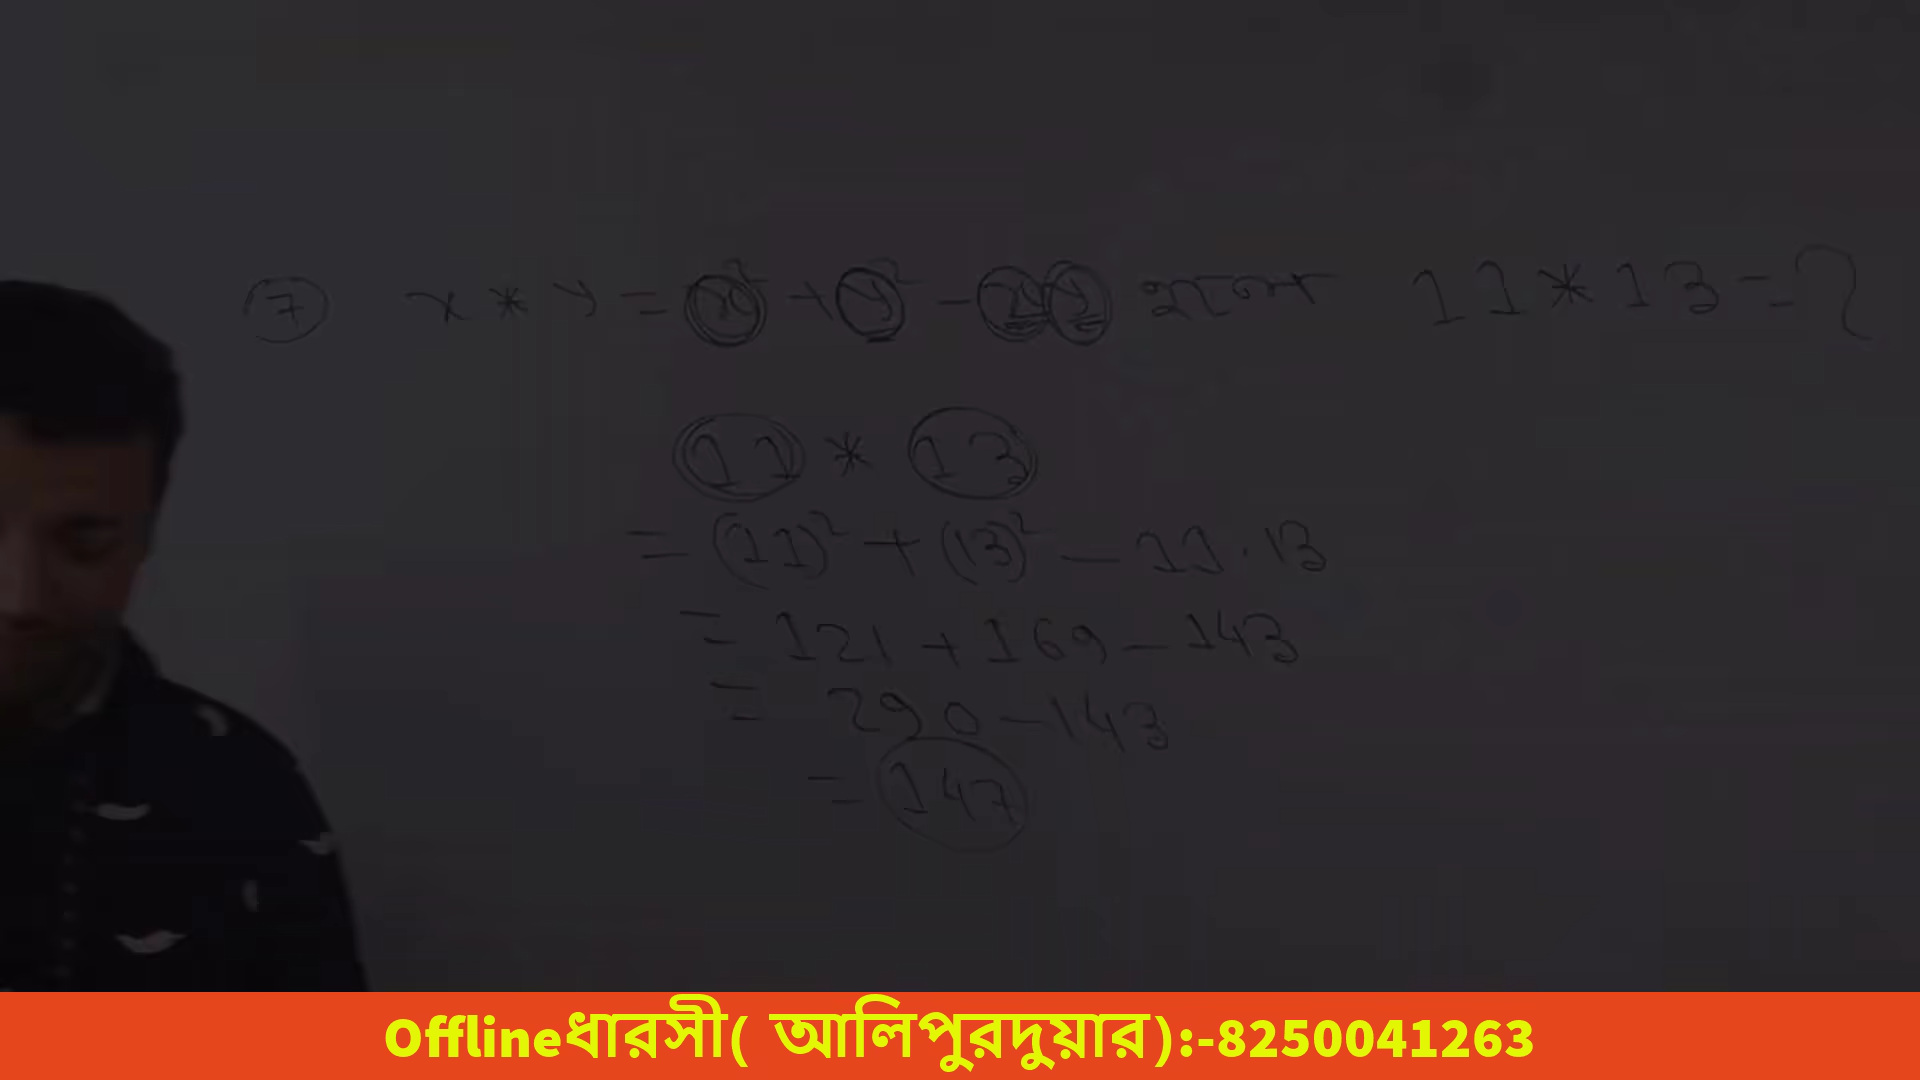 7 x * y = x² + y² - xy হলে 11 * 13 = ?
11 * 13
= (11)² + (13)² - 11.13
= 121 + 169 - 143
= 290 - 143
= 147
Offlineধারসী( আলিপুরদুয়ার):-8250041263